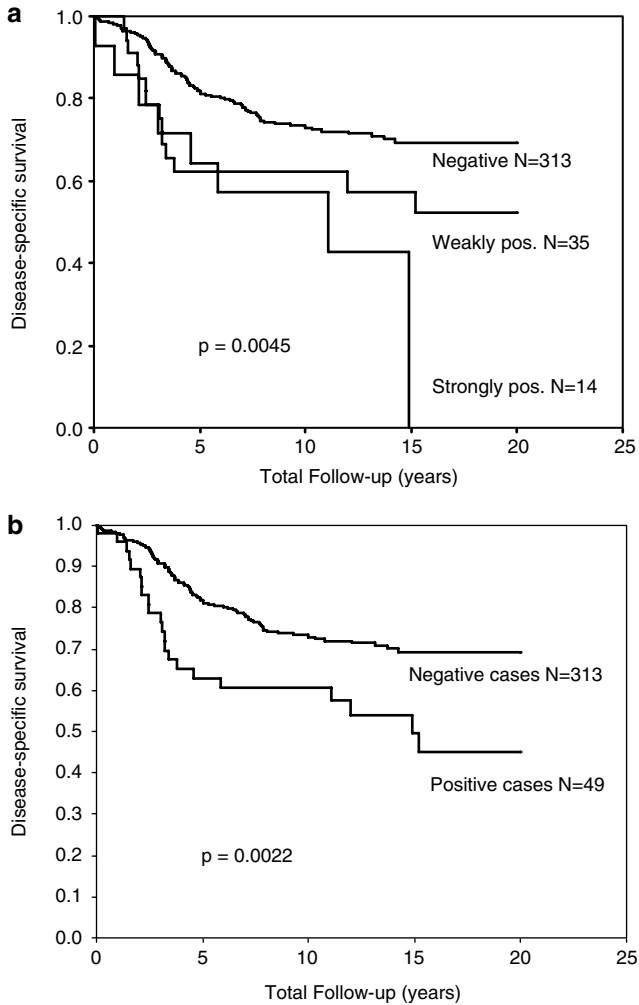 a
Disease-specific survival
1.0
0.8
0.6
0.4
0.2
0.0
Negative N=313
Weakly pos. N=35
p = 0.0045
Strongly pos. N=14
0 5 10 15 20 25
Total Follow-up (years)
b
Disease-specific survival
1.0
0.9
0.8
0.7
0.6
0.5
0.4
0.3
0.2
0.1
0.0
Negative cases N=313
Positive cases N=49
p = 0.0022
0 5 10 15 20 25
Total Follow-up (years)